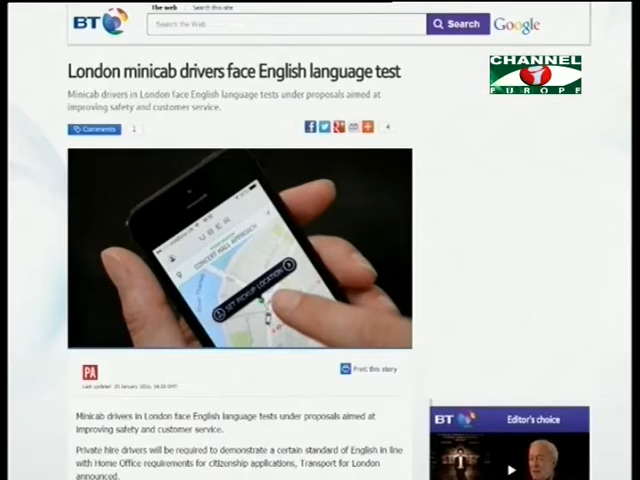 The web Search this site
BT
Search the Web
Search
Google
CHANNEL
i
EUROPE
London minicab drivers face English language test
Minicab drivers in London face English language tests under proposals aimed at
improving safety and customer service.
Comments 1
4
UBER
CONCERT HALL APPROACH
SET PICKUP LOCATION
PA
Print this story
Minicab drivers in London face English language tests under proposals aimed at
improving safety and customer service.
Private hire drivers will be required to demonstrate a certain standard of English in line
with Home Office requirements for citizenship applications, Transport for London
announced.
BT
Editor's choice